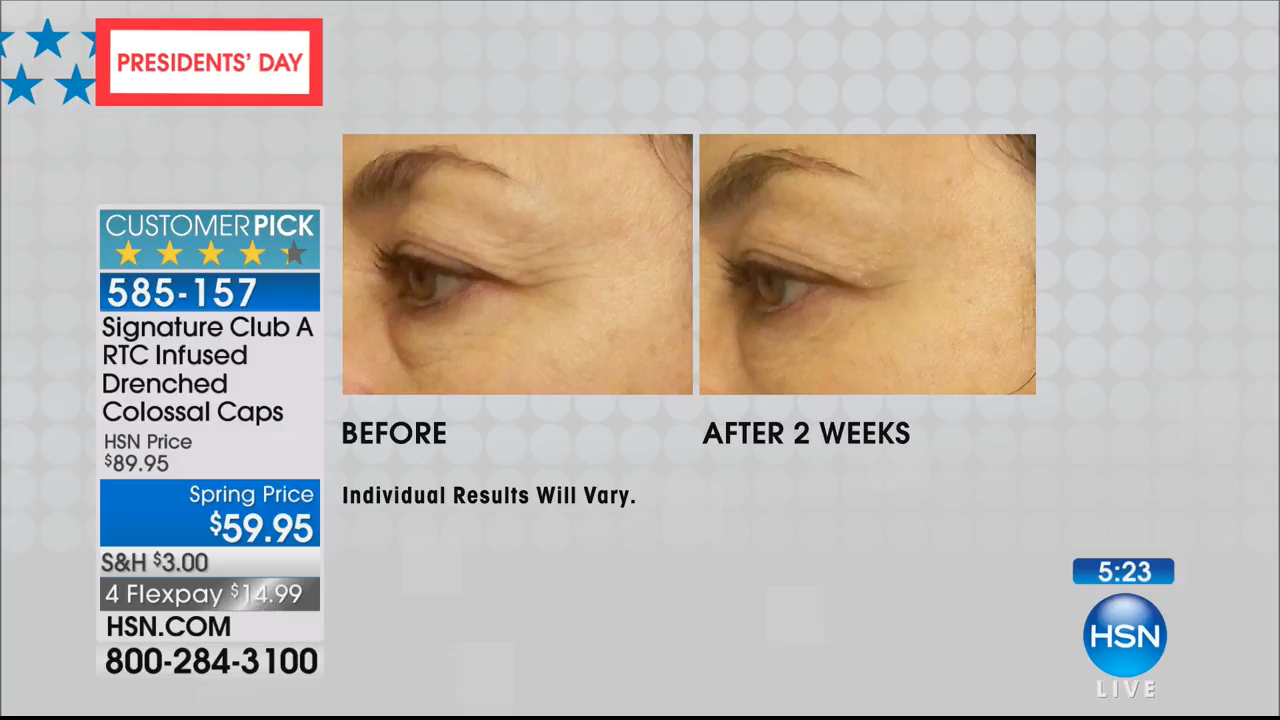 PRESIDENTS' DAY
CUSTOMER PICK
585-157
Signature Club A
RTC Infused
Drenched
Colossal Caps
HSN Price
$89.95
Spring Price
$59.95
S&H $3.00
4 Flexpay $14.99
HSN.COM
800-284-3100
BEFORE
AFTER 2 WEEKS
Individual Results Will Vary.
5:23
HSN
LIVE